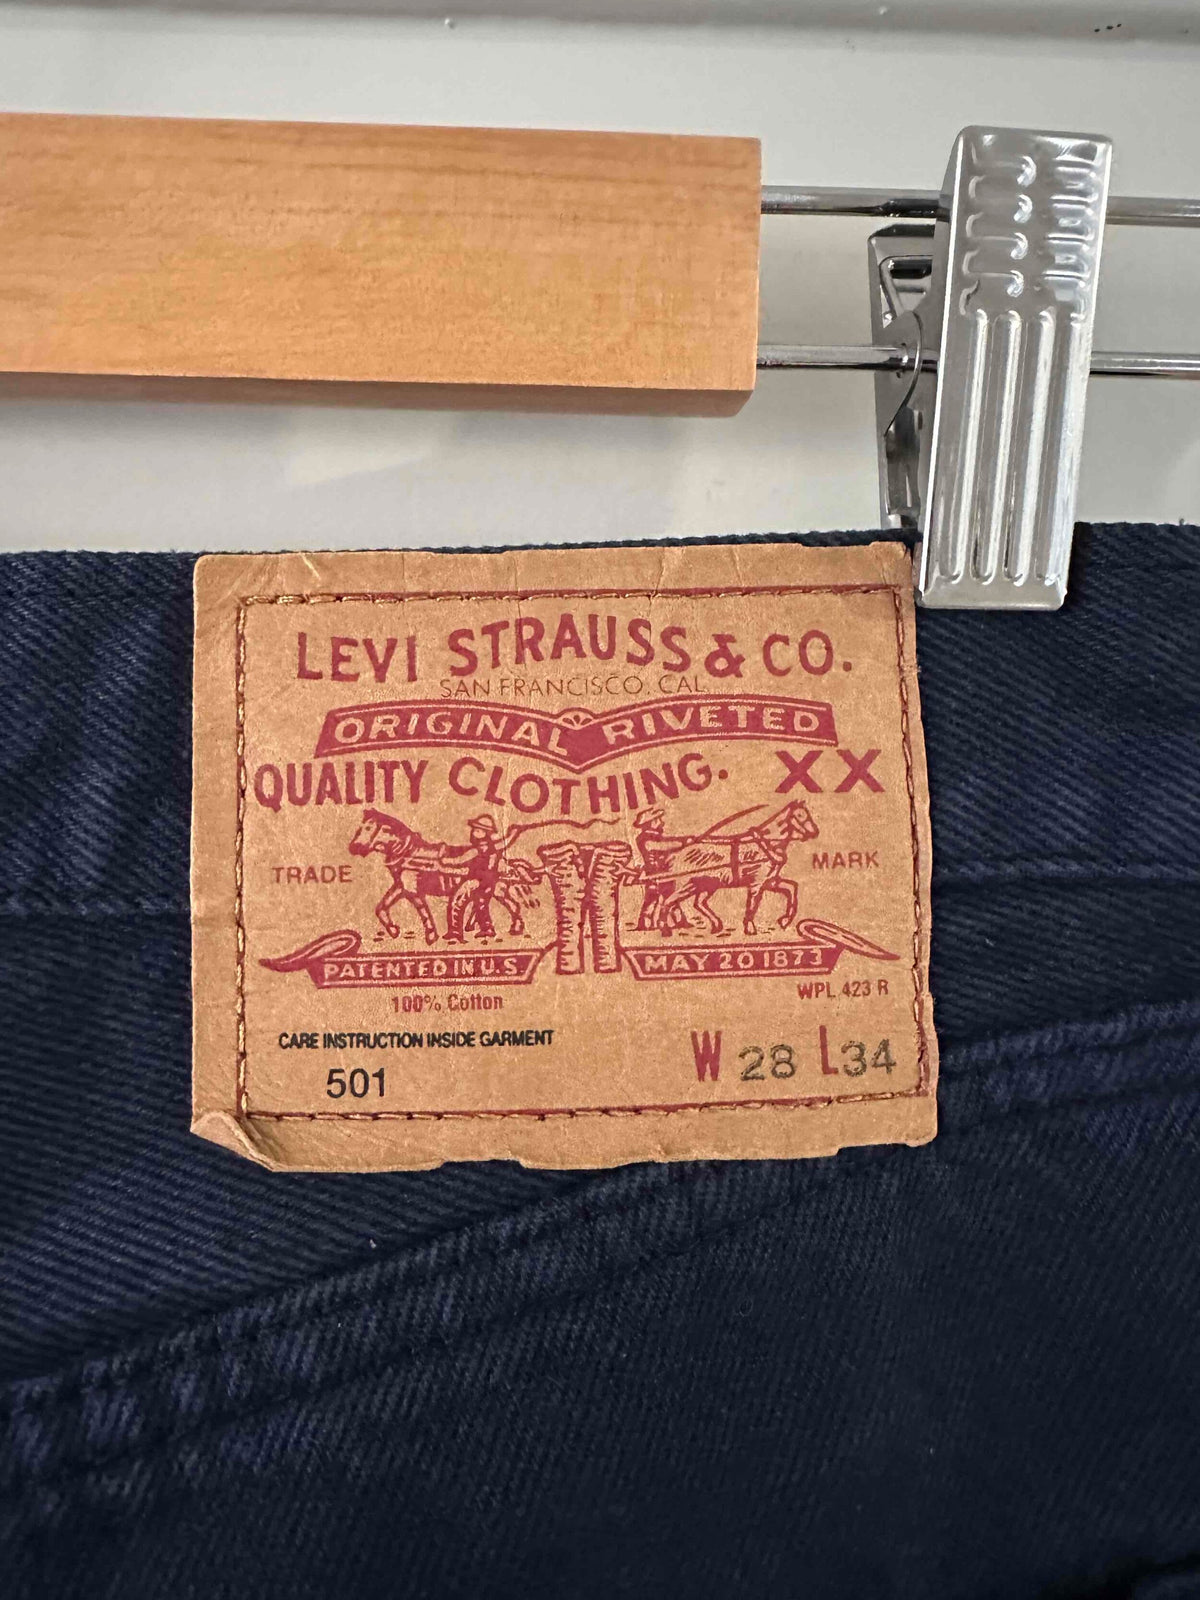 LEVI STRAUSS & CO.
SAN FRANCISCO, CAL
ORIGINAL RIVETED
QUALITY CLOTHING. XX
TRADE MARK
PATENTED IN U.S. MAY 20 1873
100% Cotton WPL 423 R
CARE INSTRUCTION INSIDE GARMENT
501 W 28 L34